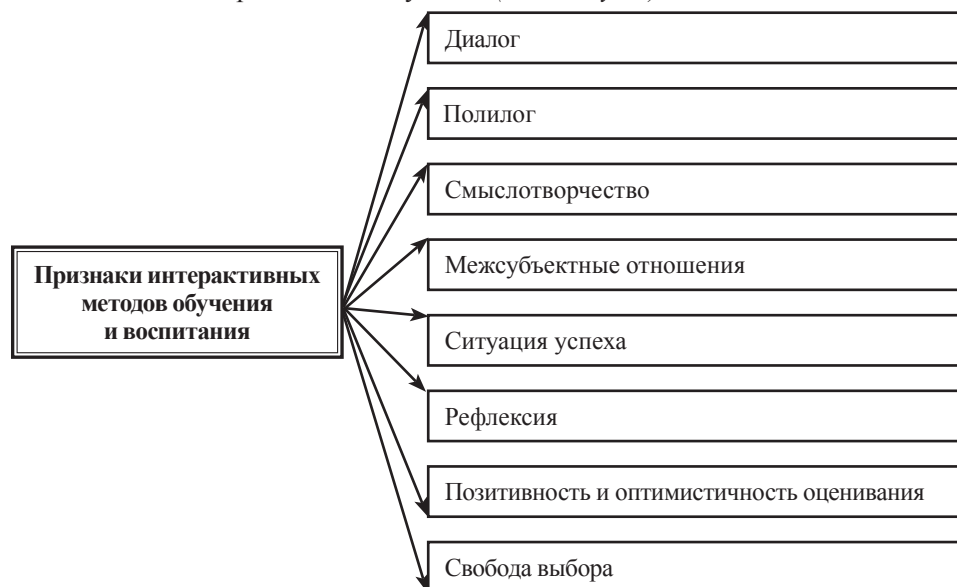 Диалог
Полилог
Смыслотворчество
Межсубъектные отношения
Признаки интерактивных
методов обучения
и воспитания
Ситуация успеха
Рефлексия
Позитивность и оптимистичность оценивания
Свобода выбора